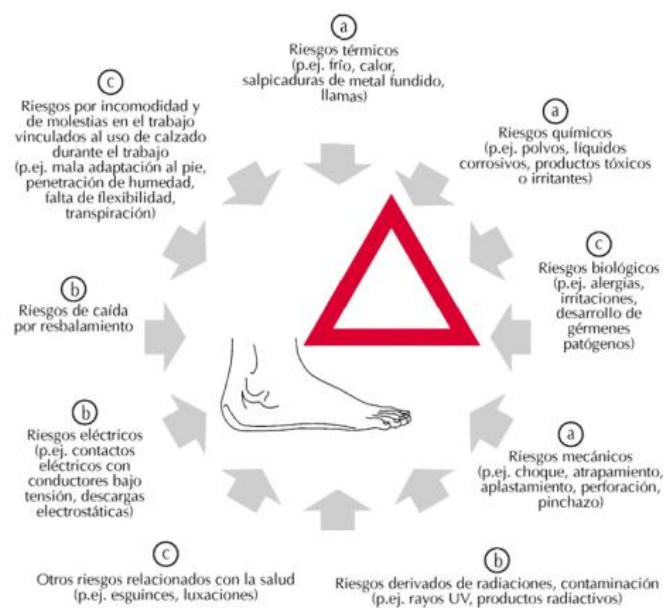 a
Riesgos térmicos
(p.ej. frío, calor,
salpicaduras de metal fundido,
llamas)
a
Riesgos químicos
(p.ej. polvos, líquidos
corrosivos, productos tóxicos
o irritantes)
c
Riesgos biológicos
(p.ej. alergias,
irritaciones,
desarrollo de
gérmenes
patógenos)
a
Riesgos mecánicos
(p.ej. choque, atrapamiento,
aplastamiento, perforación,
pinchazo)
b
Riesgos derivados de radiaciones, contaminación
(p.ej. rayos UV, productos radiactivos)
c
Otros riesgos relacionados con la salud
(p.ej. esguinces, luxaciones)
b
Riesgos eléctricos
(p.ej. contactos
eléctricos con
conductores bajo
tensión, descargas
electrostáticas)
b
Riesgos de caída
por resbalamiento
c
Riesgos por incomodidad y
de molestias en el trabajo
vinculados al uso de calzado
durante el trabajo
(p.ej. mala adaptación al pie,
penetración de humedad,
falta de flexibilidad,
transpiración)